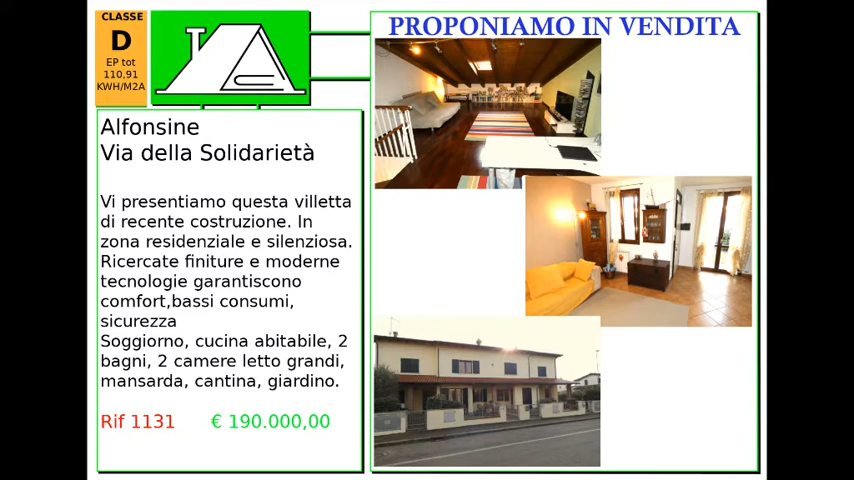 CLASSE
D
EP tot
110,91
KWH/M2A
PROPONIAMO IN VENDITA
Alfonsine
Via della Solidarietà
Vi presentiamo questa villetta
di recente costruzione. In
zona residenziale e silenziosa.
Ricercate finiture e moderne
tecnologie garantiscono
comfort,bassi consumi,
sicurezza
Soggiorno, cucina abitabile, 2
bagni, 2 camere letto grandi,
mansarda, cantina, giardino.
Rif 1131 € 190.000,00